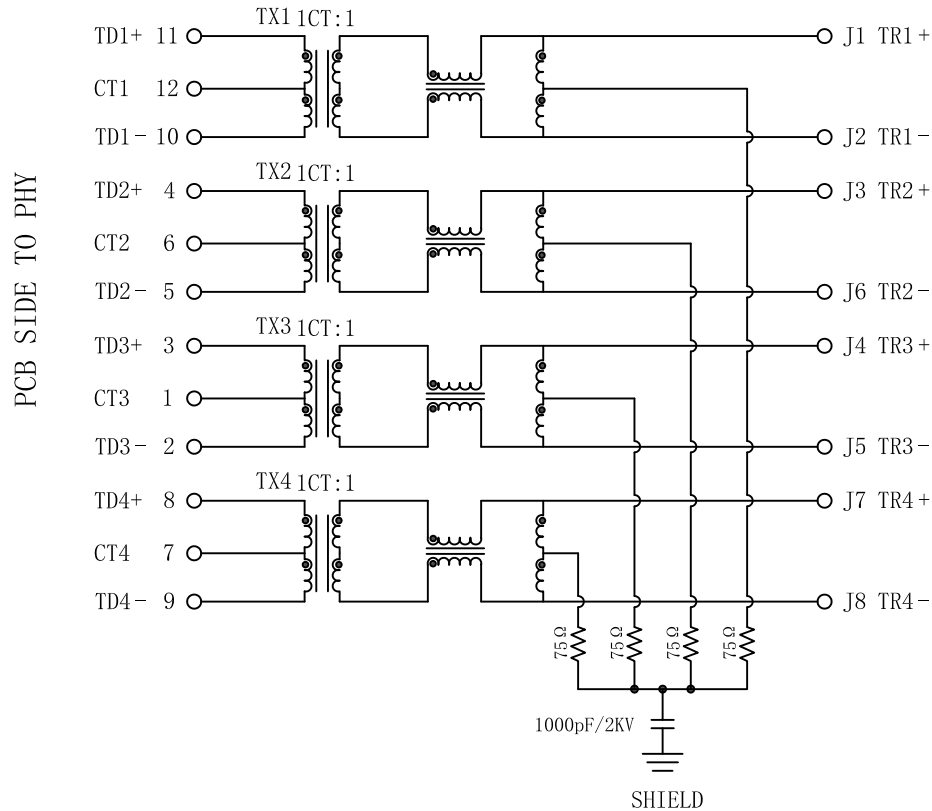 PCB SIDE TO PHY
TX1 1CT:1
TD1+ 11
J1 TR1+
CT1 12
TD1- 10
J2 TR1-
TX2 1CT:1
TD2+ 4
J3 TR2+
CT2 6
TD2- 5
J6 TR2-
TX3 1CT:1
TD3+ 3
J4 TR3+
CT3 1
TD3- 2
J5 TR3-
TX4 1CT:1
TD4+ 8
J7 TR4+
CT4 7
TD4- 9
J8 TR4-
75Ω
75Ω
75Ω
75Ω
1000pF/2KV
SHIELD